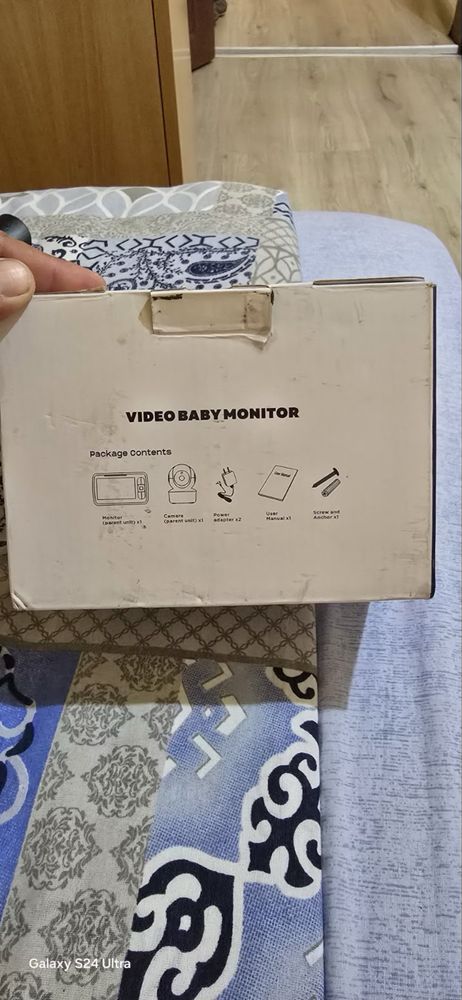 VIDEO BABY MONITOR
Package Contents
Monitor
(parent unit) x1
Camera
(parent unit) x1
Power
adapter x2
User
Manual x1
Screw and
Anchor x1
Galaxy S24 Ultra